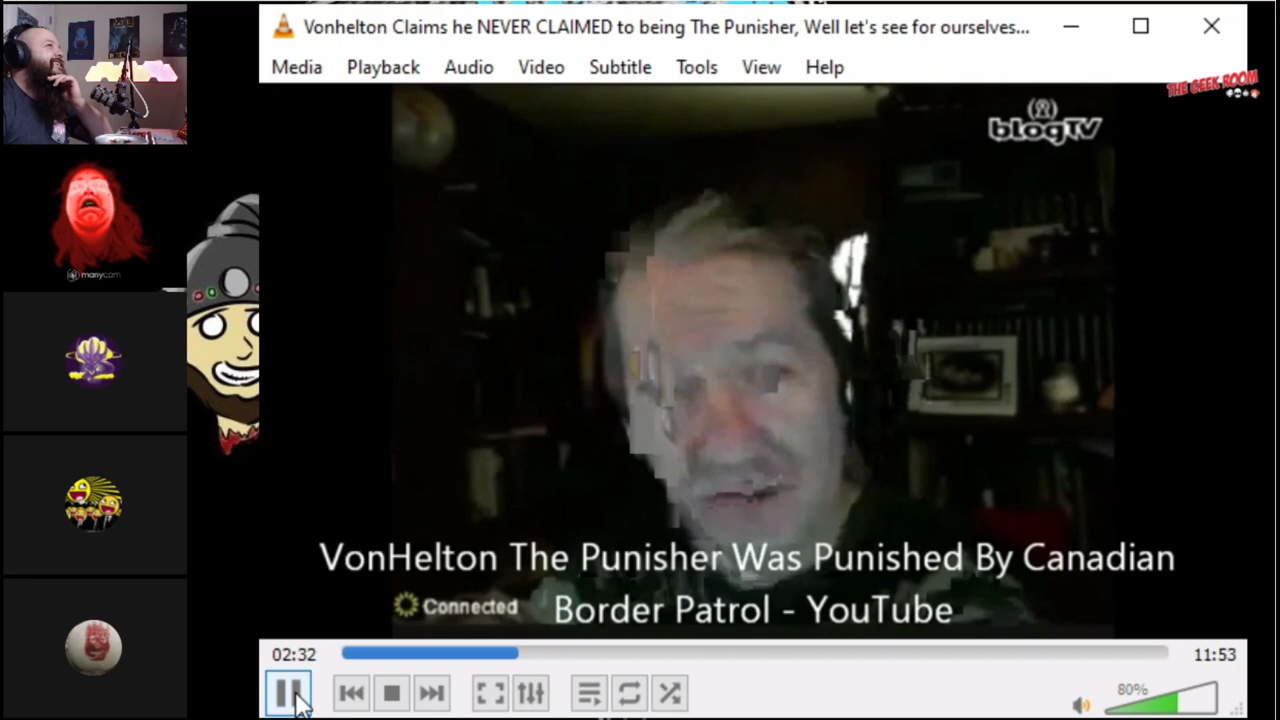 Vonhelton Claims he NEVER CLAIMED to being The Punisher, Well let's see for ourselves...
Media Playback Audio Video Subtitle Tools View Help
THE GEEK ROOM
blogTV
manycam
VonHelton The Punisher Was Punished By Canadian
Connected
Border Patrol - YouTube
02:32
11:53
80%